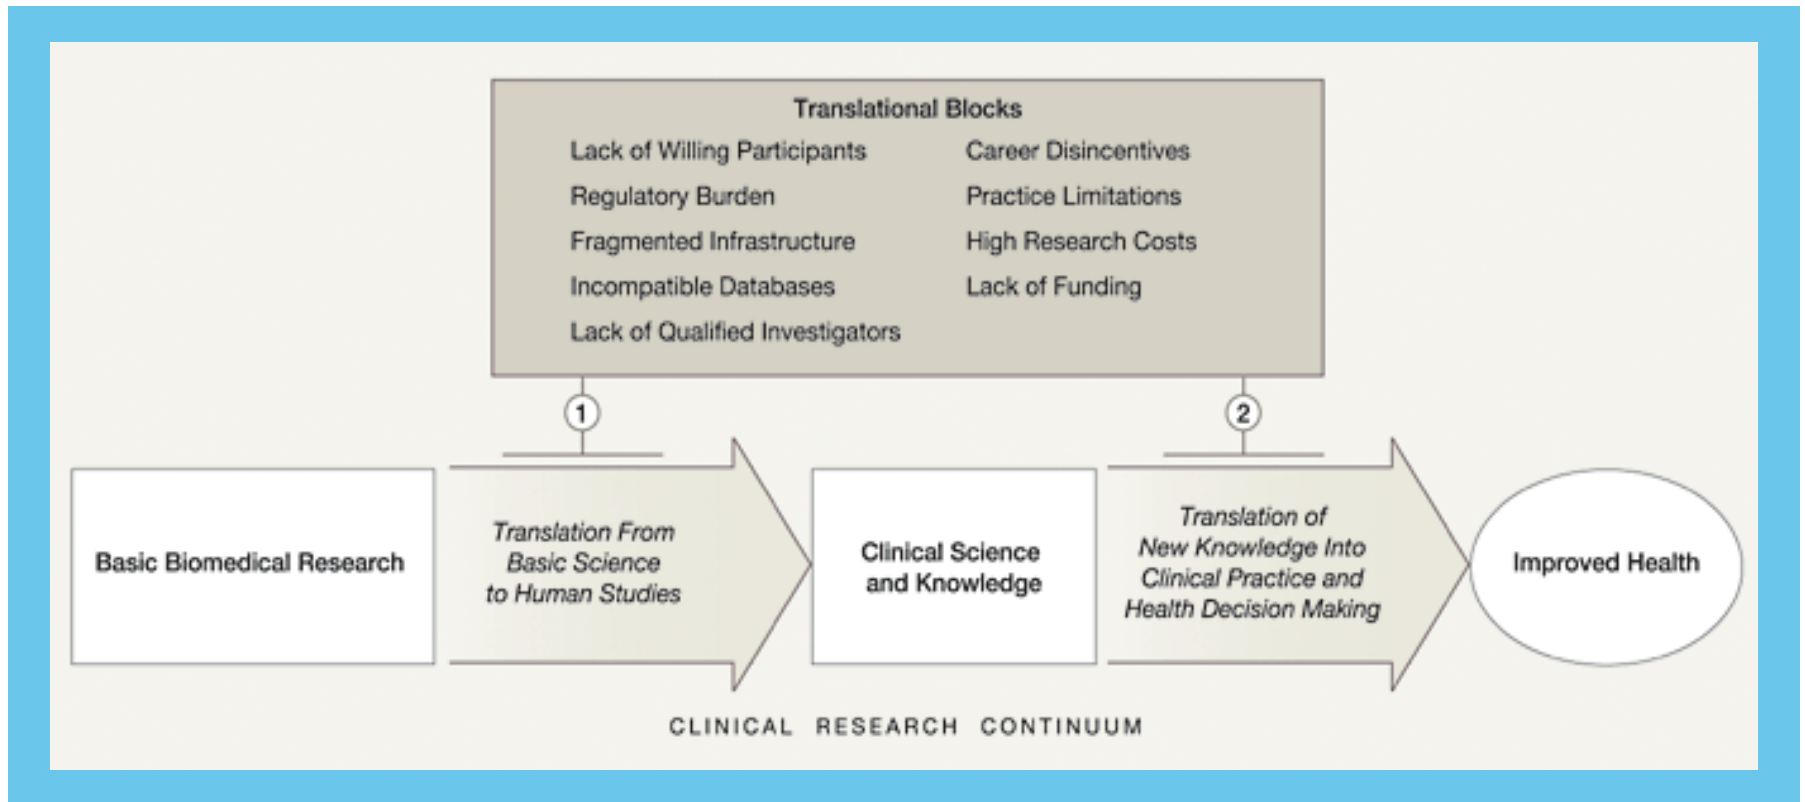 Translational Blocks
Lack of Willing Participants
Regulatory Burden
Fragmented Infrastructure
Incompatible Databases
Lack of Qualified Investigators
Career Disincentives
Practice Limitations
High Research Costs
Lack of Funding
1
2
Basic Biomedical Research
Translation From
Basic Science
to Human Studies
Clinical Science
and Knowledge
Translation of
New Knowledge Into
Clinical Practice and
Health Decision Making
Improved Health
CLINICAL RESEARCH CONTINUUM